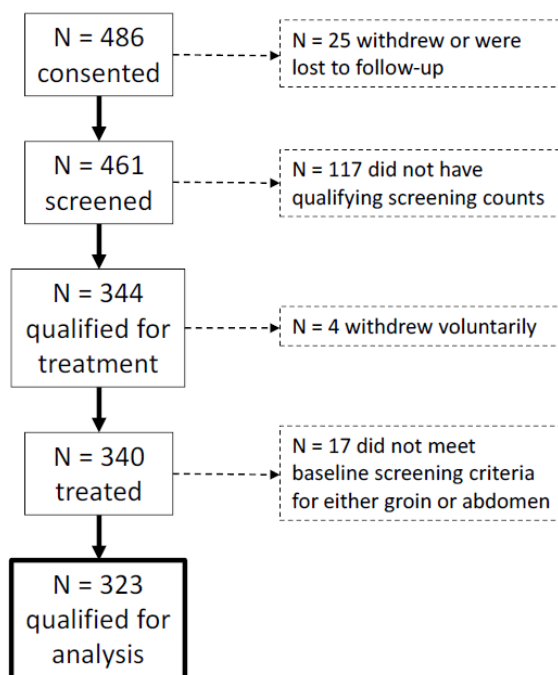 N = 486
consented
N = 25 withdrew or were
lost to follow-up
N = 461
screened
N = 117 did not have
qualifying screening counts
N = 344
qualified for
treatment
N = 4 withdrew voluntarily
N = 340
treated
N = 17 did not meet
baseline screening criteria
for either groin or abdomen
N = 323
qualified for
analysis